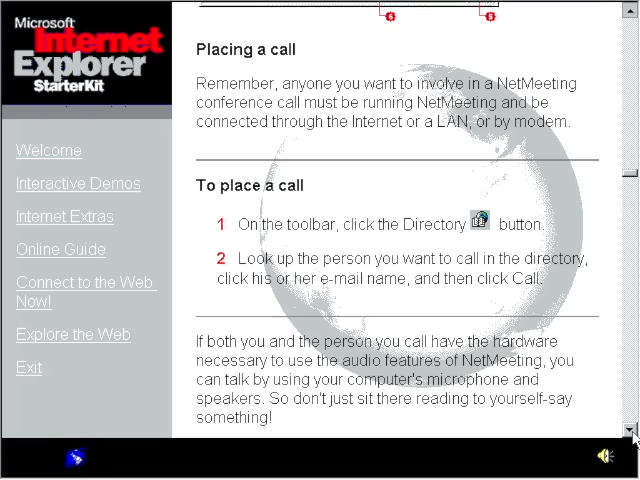 Microsoft
Internet
Explorer
StarterKit
Welcome
Interactive Demos
Internet Extras
Online Guide
Connect to the Web
Now!
Explore the Web
Exit
Placing a call
Remember, anyone you want to involve in a NetMeeting
conference call must be running NetMeeting and be
connected through the Internet or a LAN, or by modem.
To place a call
1 On the toolbar, click the Directory button.
2 Look up the person you want to call in the directory,
click his or her e-mail name, and then click Call.
If both you and the person you call have the hardware
necessary to use the audio features of NetMeeting, you
can talk by using your computer's microphone and
speakers. So don't just sit there reading to yourself-say
something!